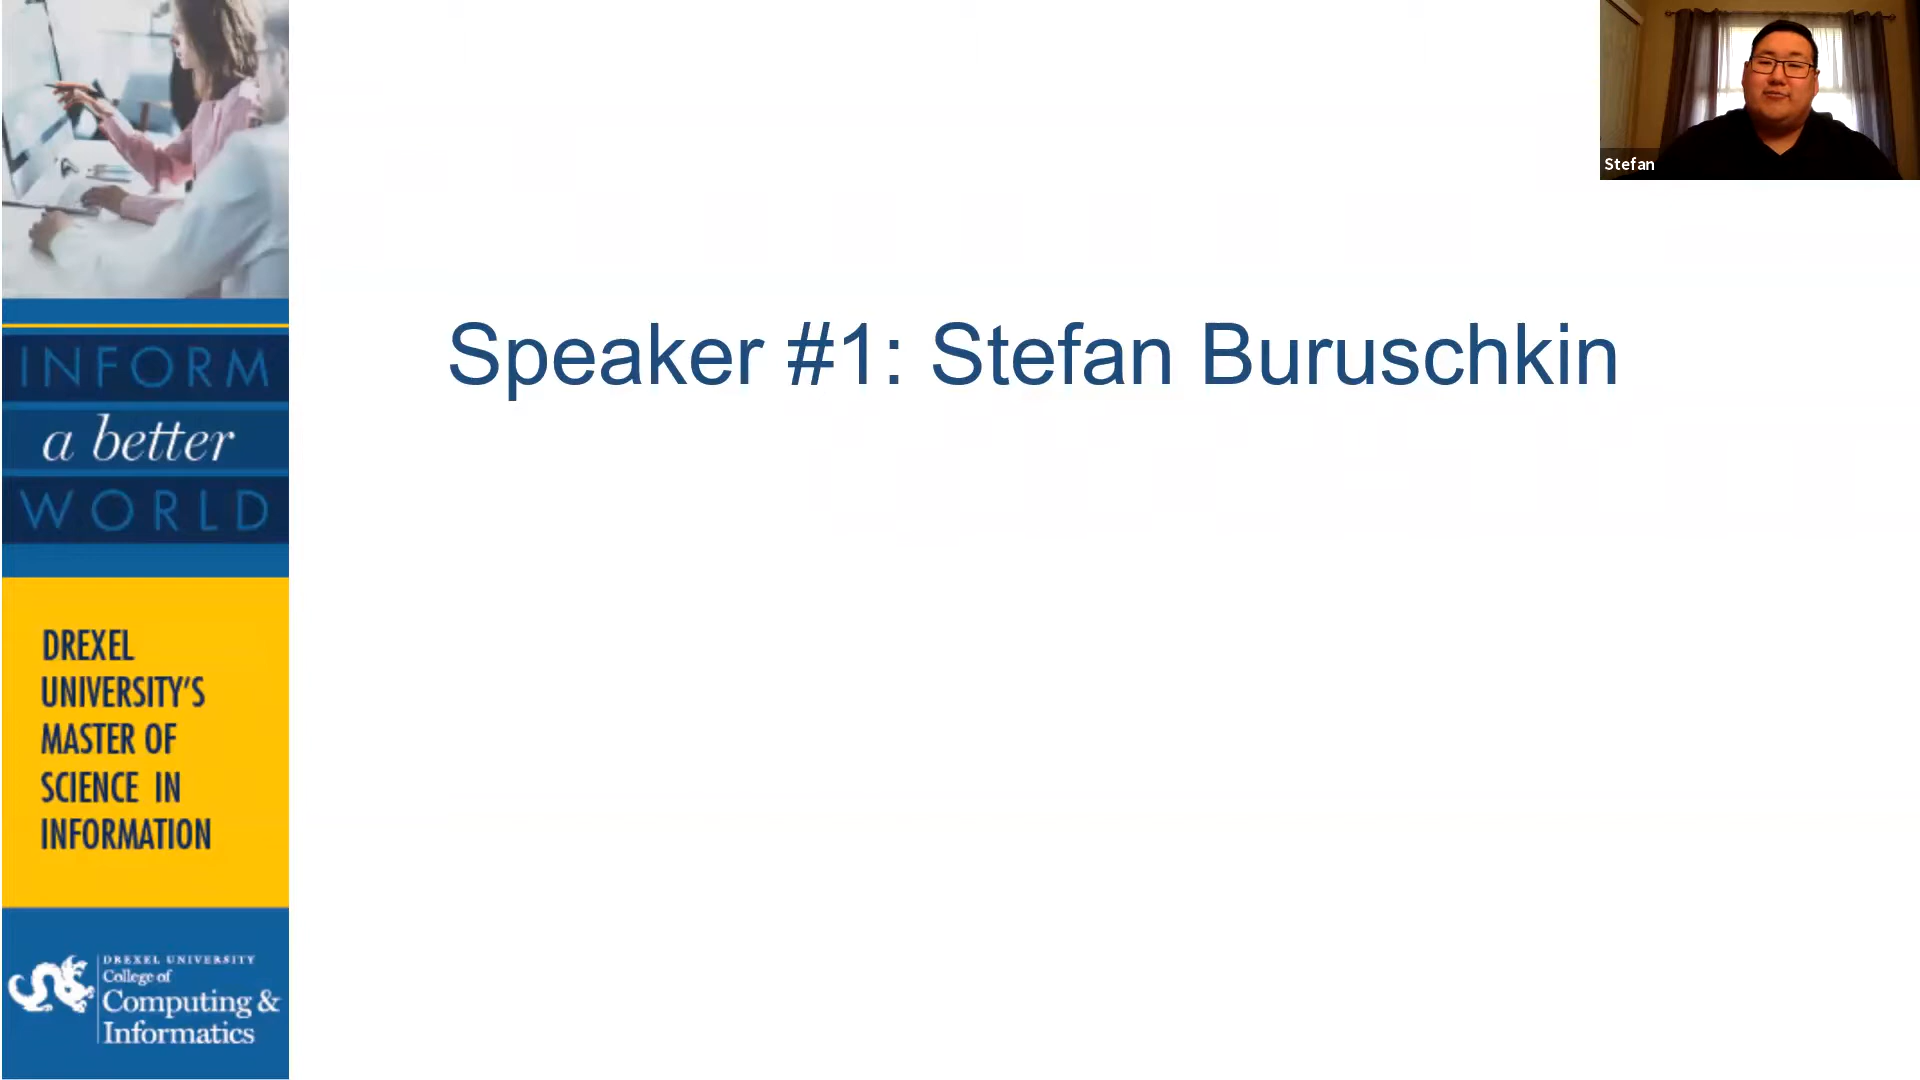 Stefan
Speaker #1: Stefan Buruschkin
INFORM
a better
WORLD
DREXEL
UNIVERSITY'S
MASTER OF
SCIENCE IN
INFORMATION
DREXEL UNIVERSITY
College of
Computing &
Informatics